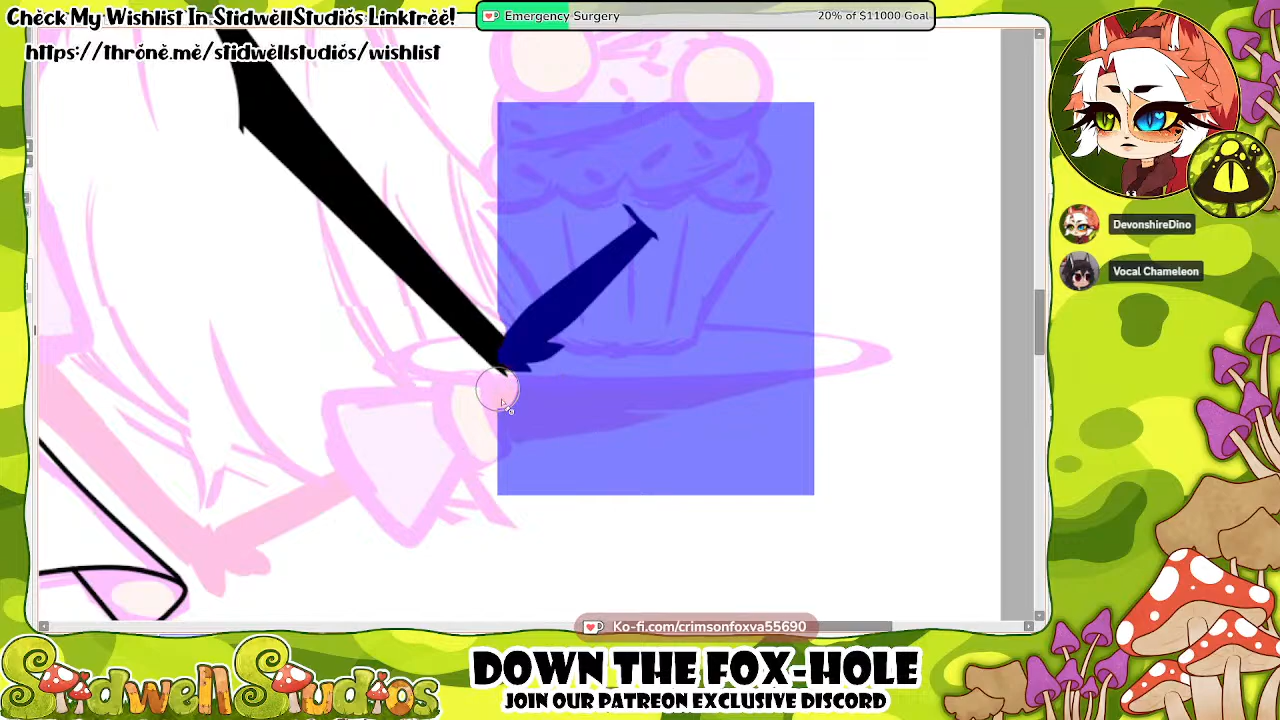 Check My Wishlist In StidwellStudios Linktree!
https://throne.me/stidwellstudios/wishlist
Emergency Surgery
20% of $11000 Goal
DevonshireDino
Vocal Chameleon
Ko-fi.com/crimsonfoxva55690
StidwellStudios
DOWN THE FOX-HOLE
JOIN OUR PATREON EXCLUSIVE DISCORD